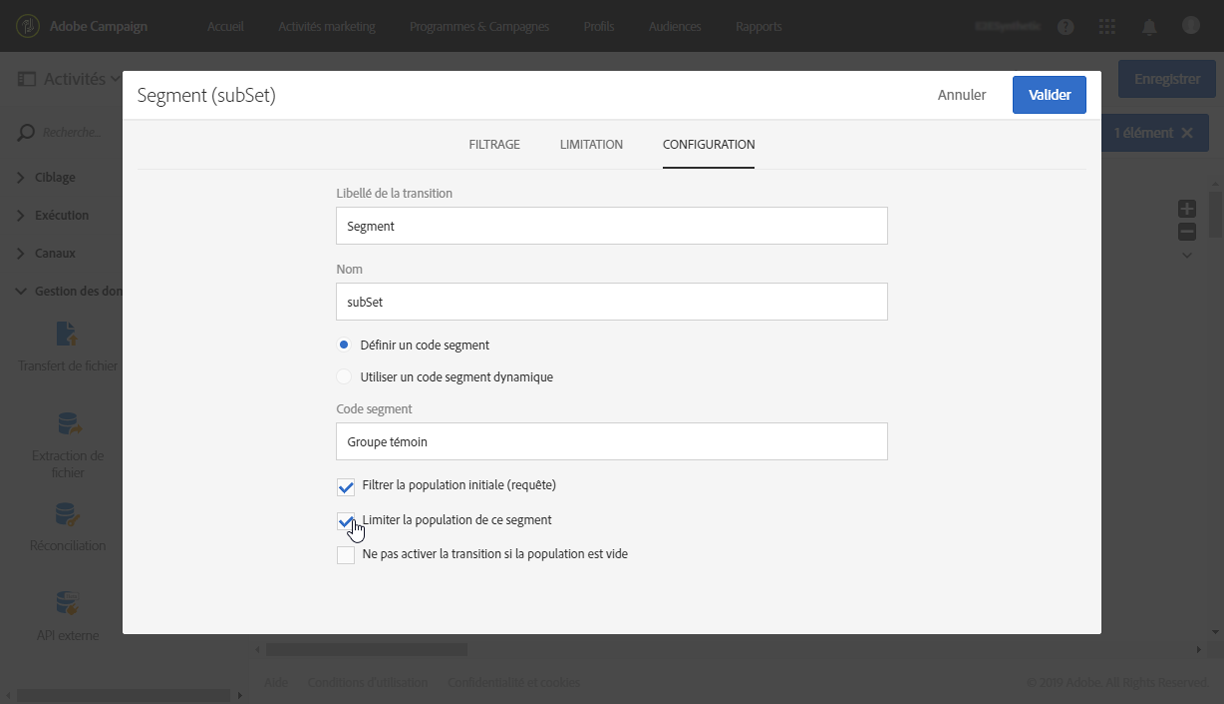 Adobe Campaign
Accueil
Activités marketing
Programmes & Campagnes
Profils
Audiences
Rapports
Activités
Enregistrer
Segment (subSet)
Annuler
Valider
Recherche...
1 élément
FILTRAGE
LIMITATION
CONFIGURATION
Ciblage
Exécution
Canaux
Gestion des don
Transfert de fichier
Extraction de
fichier
Réconciliation
API externe
Libellé de la transition
Segment
Nom
subSet
Définir un code segment
Utiliser un code segment dynamique
Code segment
Groupe témoin
Filtrer la population initiale (requête)
Limiter la population de ce segment
Ne pas activer la transition si la population est vide
Aide
Conditions d'utilisation
Confidentialité et cookies
© 2019 Adobe. All Rights Reserved